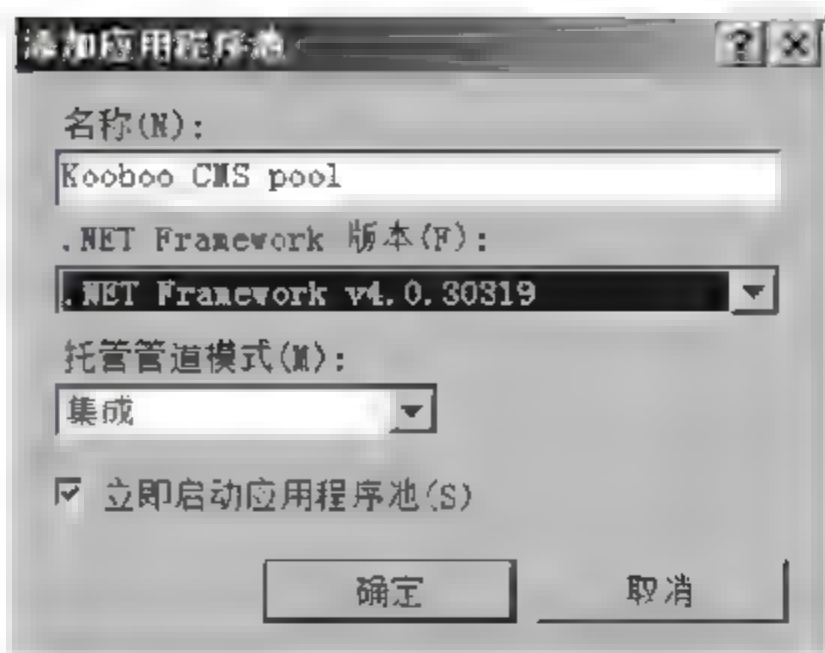 添加应用程序池
名称(N):
Kooboo CMS pool
.NET Framework 版本(F):
.NET Framework v4.0.30319
托管管道模式(M):
集成
立即启动应用程序池(S)
确定 取消